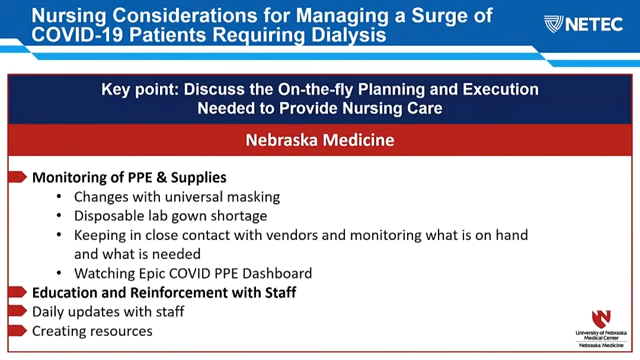 Nursing Considerations for Managing a Surge of
COVID-19 Patients Requiring Dialysis
NETEC
Key point: Discuss the On-the-fly Planning and Execution
Needed to Provide Nursing Care
Nebraska Medicine
Monitoring of PPE & Supplies
• Changes with universal masking
• Disposable lab gown shortage
• Keeping in close contact with vendors and monitoring what is on hand
and what is needed
• Watching Epic COVID PPE Dashboard
Education and Reinforcement with Staff
Daily updates with staff
Creating resources
University of Nebraska
Medical Center
Nebraska Medicine